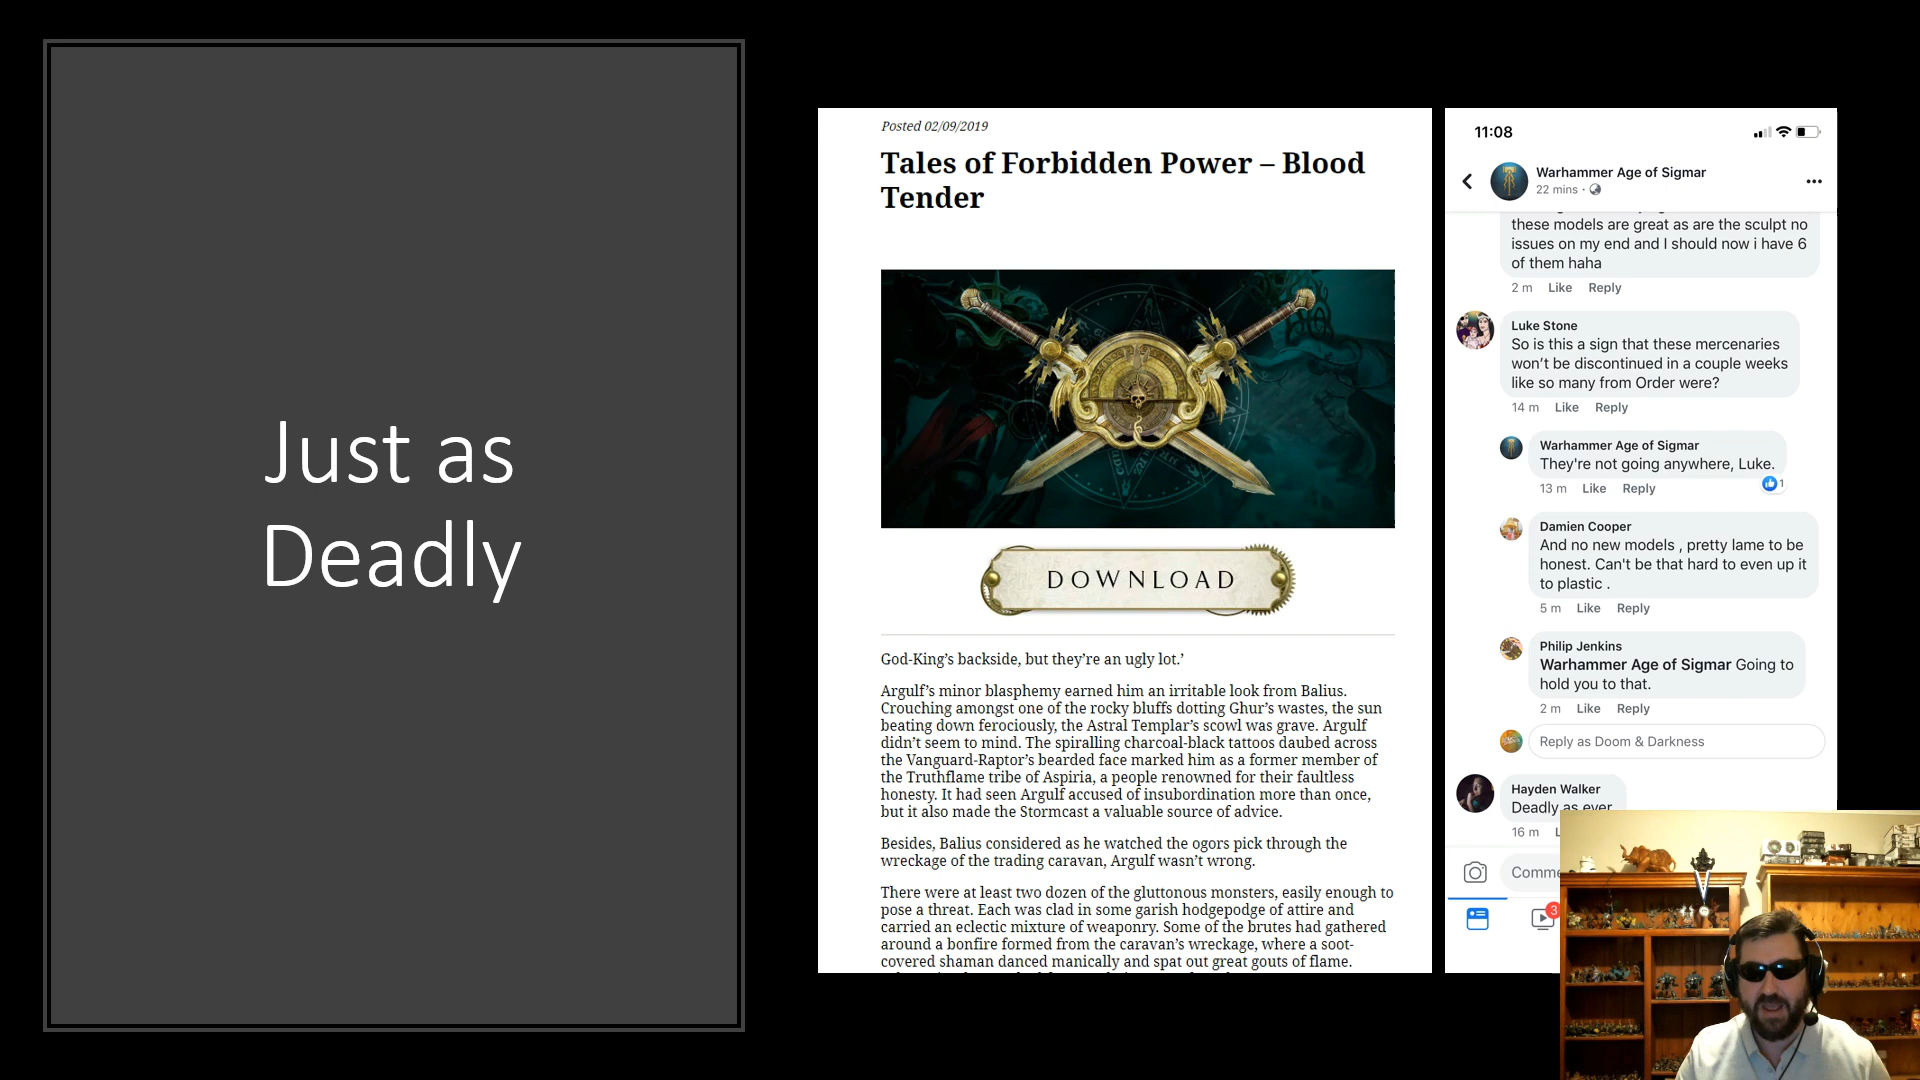 Just as
Deadly
Posted 02/09/2019
Tales of Forbidden Power – Blood
Tender
DOWNLOAD
God-King’s backside, but they’re an ugly lot.’
Argulf’s minor blasphemy earned him an irritable look from Balius.
Crouching amongst one of the rocky bluffs dotting Ghur’s wastes, the sun
beating down ferociously, the Astral Templar’s scowl was grave. Argulf
didn’t seem to mind. The spiralling charcoal-black tattoos daubed across
the Vanguard-Raptor’s bearded face marked him as a former member of
the Truthflame tribe of Aspiria, a people renowned for their faultless
honesty. It had seen Argulf accused of insubordination more than once,
but it also made the Stormcast a valuable source of advice.
Besides, Balius considered as he watched the ogors pick through the
wreckage of the trading caravan, Argulf wasn’t wrong.
There were at least two dozen of the gluttonous monsters, easily enough to
pose a threat. Each was clad in some garish hodgepodge of attire and
carried an eclectic mixture of weaponry. Some of the brutes had gathered
around a bonfire formed from the caravan’s wreckage, where a soot-
covered shaman danced manically and spat out great gouts of flame.
11:08
Warhammer Age of Sigmar
22 mins ·
these models are great as are the sculpt no
issues on my end and I should now i have 6
of them haha
2 m Like Reply
Luke Stone
So is this a sign that these mercenaries
won’t be discontinued in a couple weeks
like so many from Order were?
14 m Like Reply
Warhammer Age of Sigmar
They're not going anywhere, Luke.
13 m Like Reply 1
Damien Cooper
And no new models , pretty lame to be
honest. Can't be that hard to even up it
to plastic .
5 m Like Reply
Philip Jenkins
Warhammer Age of Sigmar Going to
hold you to that.
2 m Like Reply
Reply as Doom & Darkness
Hayden Walker
Deadly as ever
16 m L
Comme
3